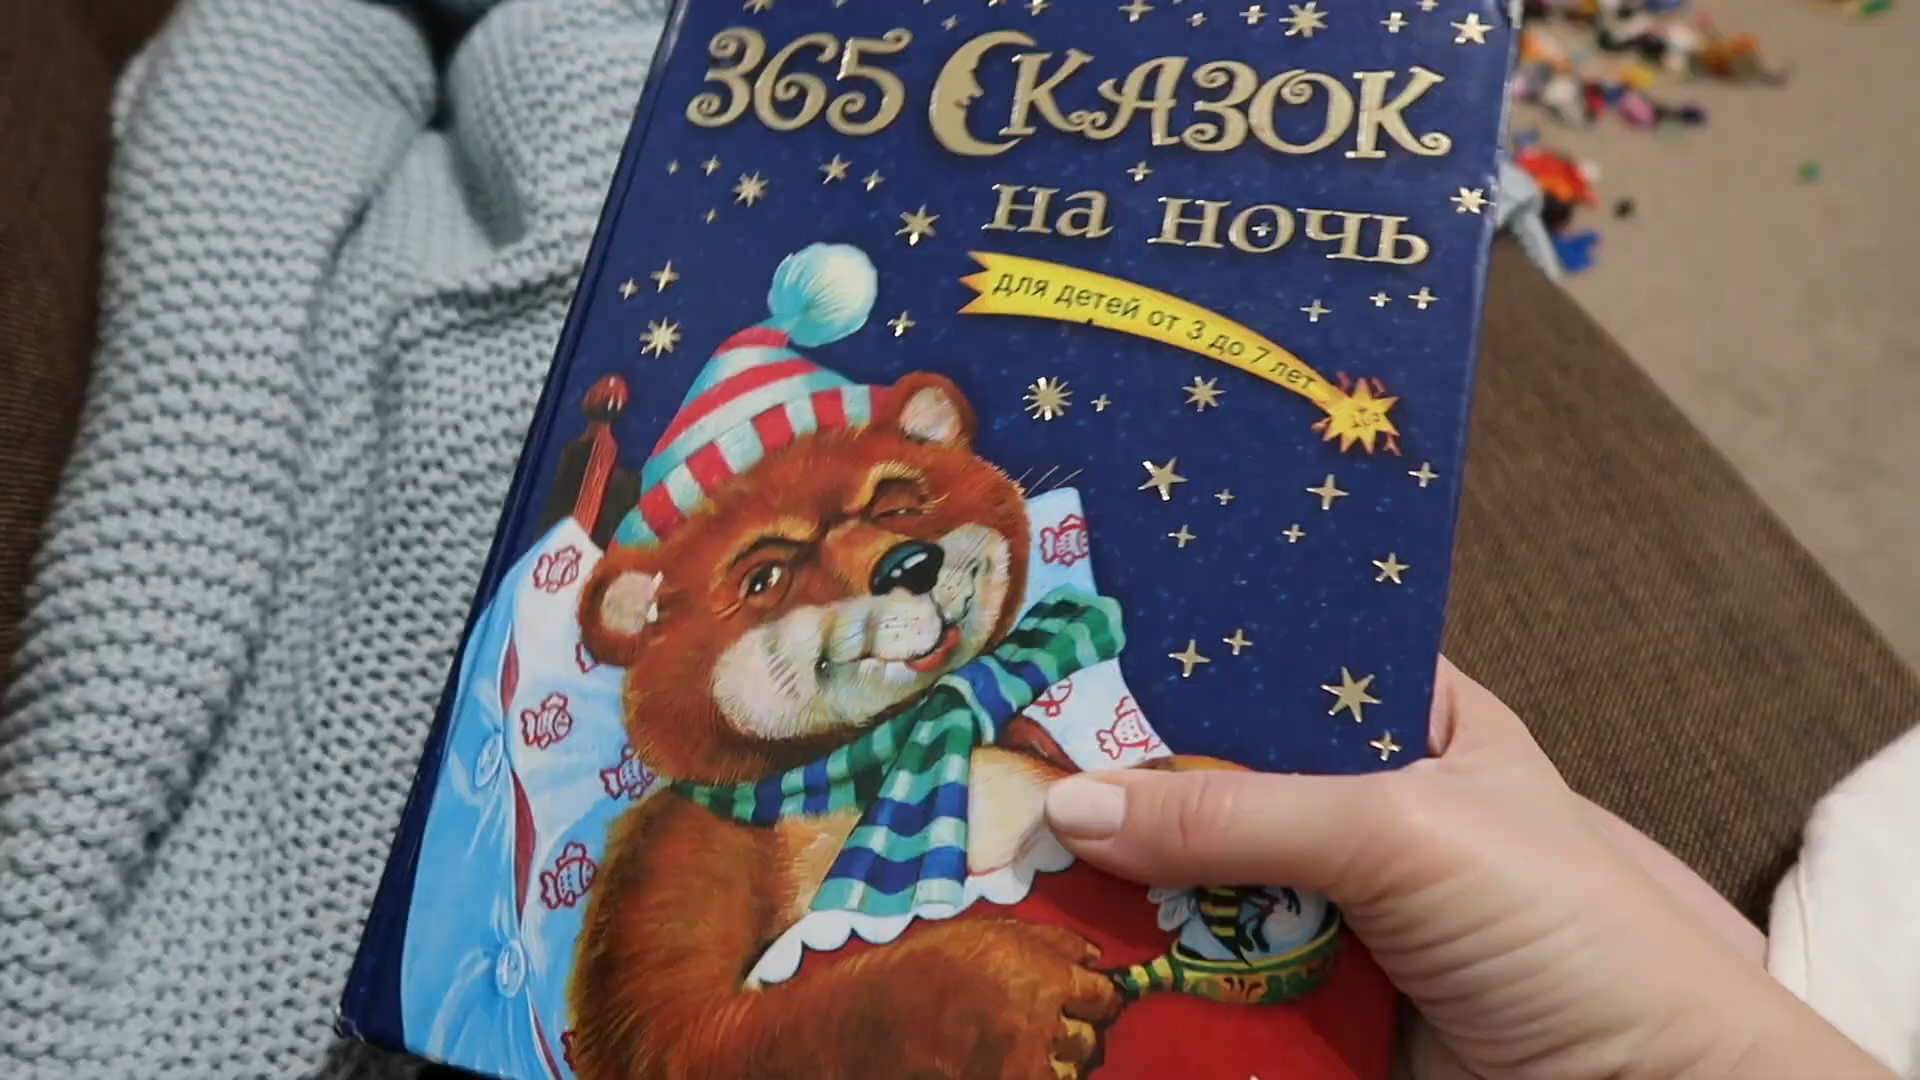 365 Сказок
на ночь
для детей от 3 до 7 лет